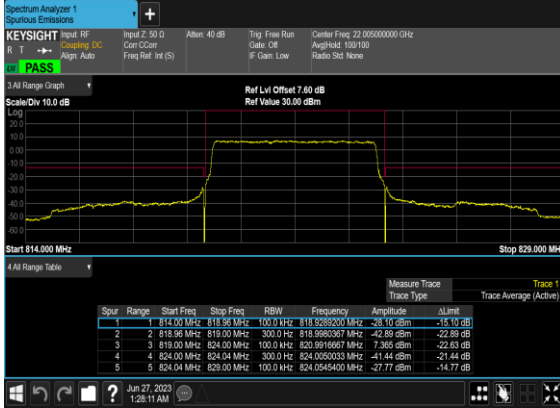 Spectrum Analyzer 1
Spurious Emissions
KEYSIGHT Input: RF Input Z: 50 Ω Atten: 40 dB Trig: Free Run Center Freq: 22.005000000 GHz
R T Coupling: DC Corr CCorr Gate: Off Avg|Hold: 100/100
Align: Auto Freq Ref: Int (S) IF Gain: Low Radio Std: None
PASS
3.All Range Graph Ref Lvl Offset 7.60 dB
Scale/Div 10.0 dB Ref Value 30.00 dBm
Log
20.0
10.0
0.00
-10.0
-20.0
-30.0
-40.0
-50.0
-60.0
Start 814.000 MHz Stop 829.000 MH
4.All Range Table
Measure Trace Trace 1
Trace Type Trace Average (Active)
Spur Range Start Freq Stop Freq RBW Frequency Amplitude ΔLimit
1 1 814.00 MHz 818.96 MHz 100.0 kHz 818.9289200 MHz -28.10 dBm -15.10 dB
2 2 818.96 MHz 819.00 MHz 300.0 Hz 818.9980367 MHz -42.89 dBm -22.89 dB
3 3 819.00 MHz 824.00 MHz 100.0 kHz 820.9916667 MHz 7.365 dBm -22.63 dB
4 4 824.00 MHz 824.04 MHz 300.0 Hz 824.0050033 MHz -41.44 dBm -21.44 dB
5 5 824.04 MHz 829.00 MHz 100.0 kHz 824.0545400 MHz -27.77 dBm -14.77 dB
Jun 27, 2023
1:28:11 AM